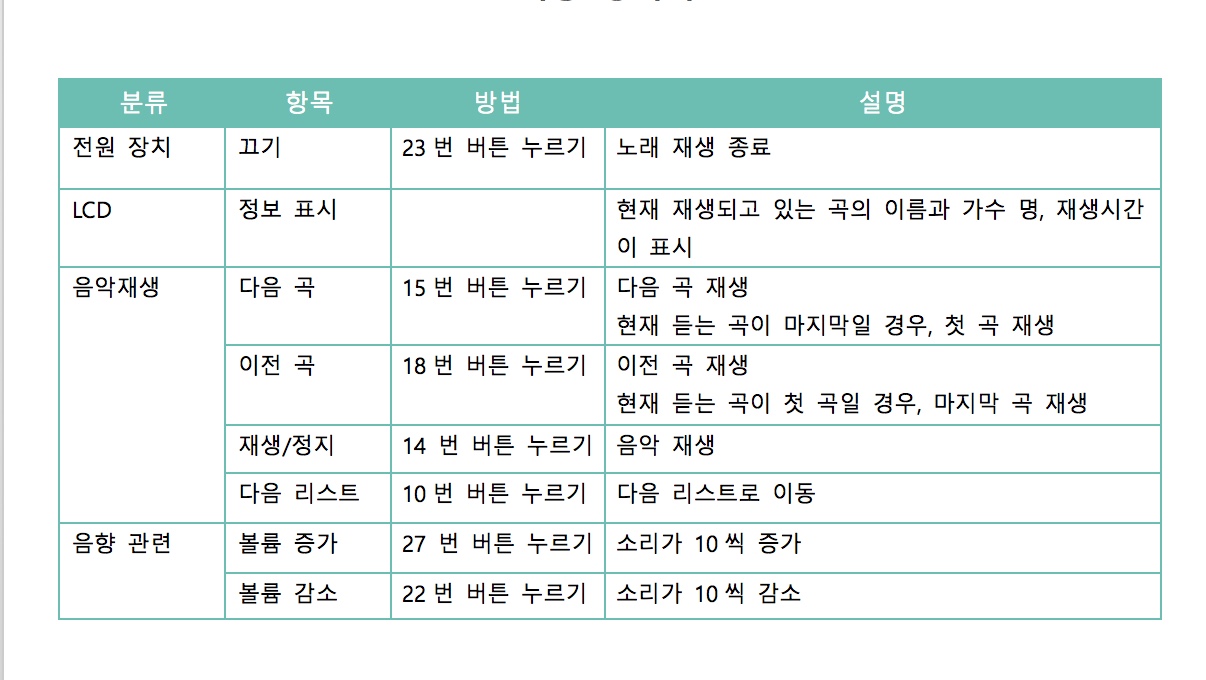 분류 항목 방법 설명
전원 장치 끄기 23 번 버튼 누르기 노래 재생 종료
LCD 정보 표시 현재 재생되고 있는 곡의 이름과 가수 명, 재생시간
이 표시
음악재생 다음 곡 15 번 버튼 누르기 다음 곡 재생
현재 듣는 곡이 마지막일 경우, 첫 곡 재생
이전 곡 18 번 버튼 누르기 이전 곡 재생
현재 듣는 곡이 첫 곡일 경우, 마지막 곡 재생
재생/정지 14 번 버튼 누르기 음악 재생
다음 리스트 10 번 버튼 누르기 다음 리스트로 이동
음향 관련 볼륨 증가 27 번 버튼 누르기 소리가 10 씩 증가
볼륨 감소 22 번 버튼 누르기 소리가 10 씩 감소